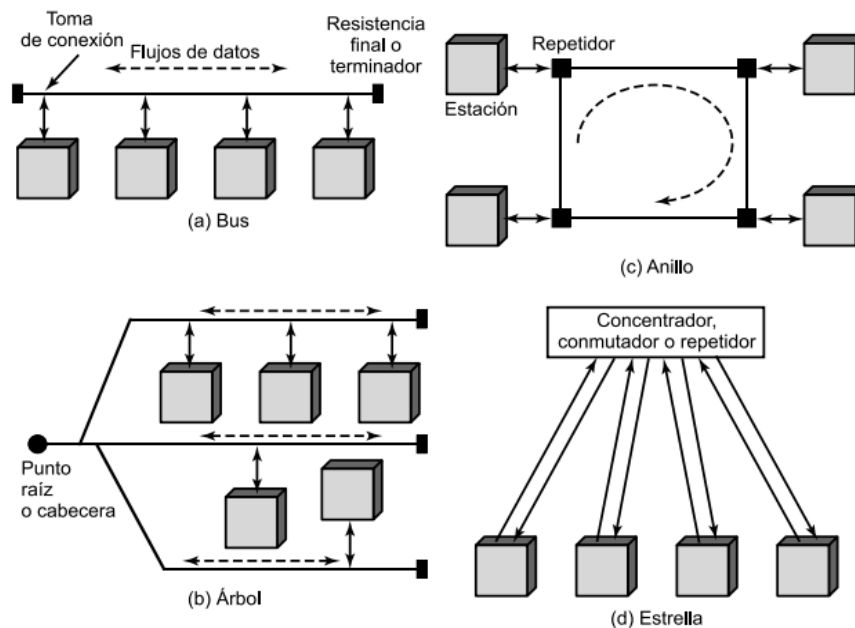 Toma
de conexión
Flujos de datos
Resistencia
final o
terminador
(a) Bus
Repetidor
Estación
(c) Anillo
Punto
raíz
o cabecera
(b) Árbol
Concentrador,
conmutador o repetidor
(d) Estrella